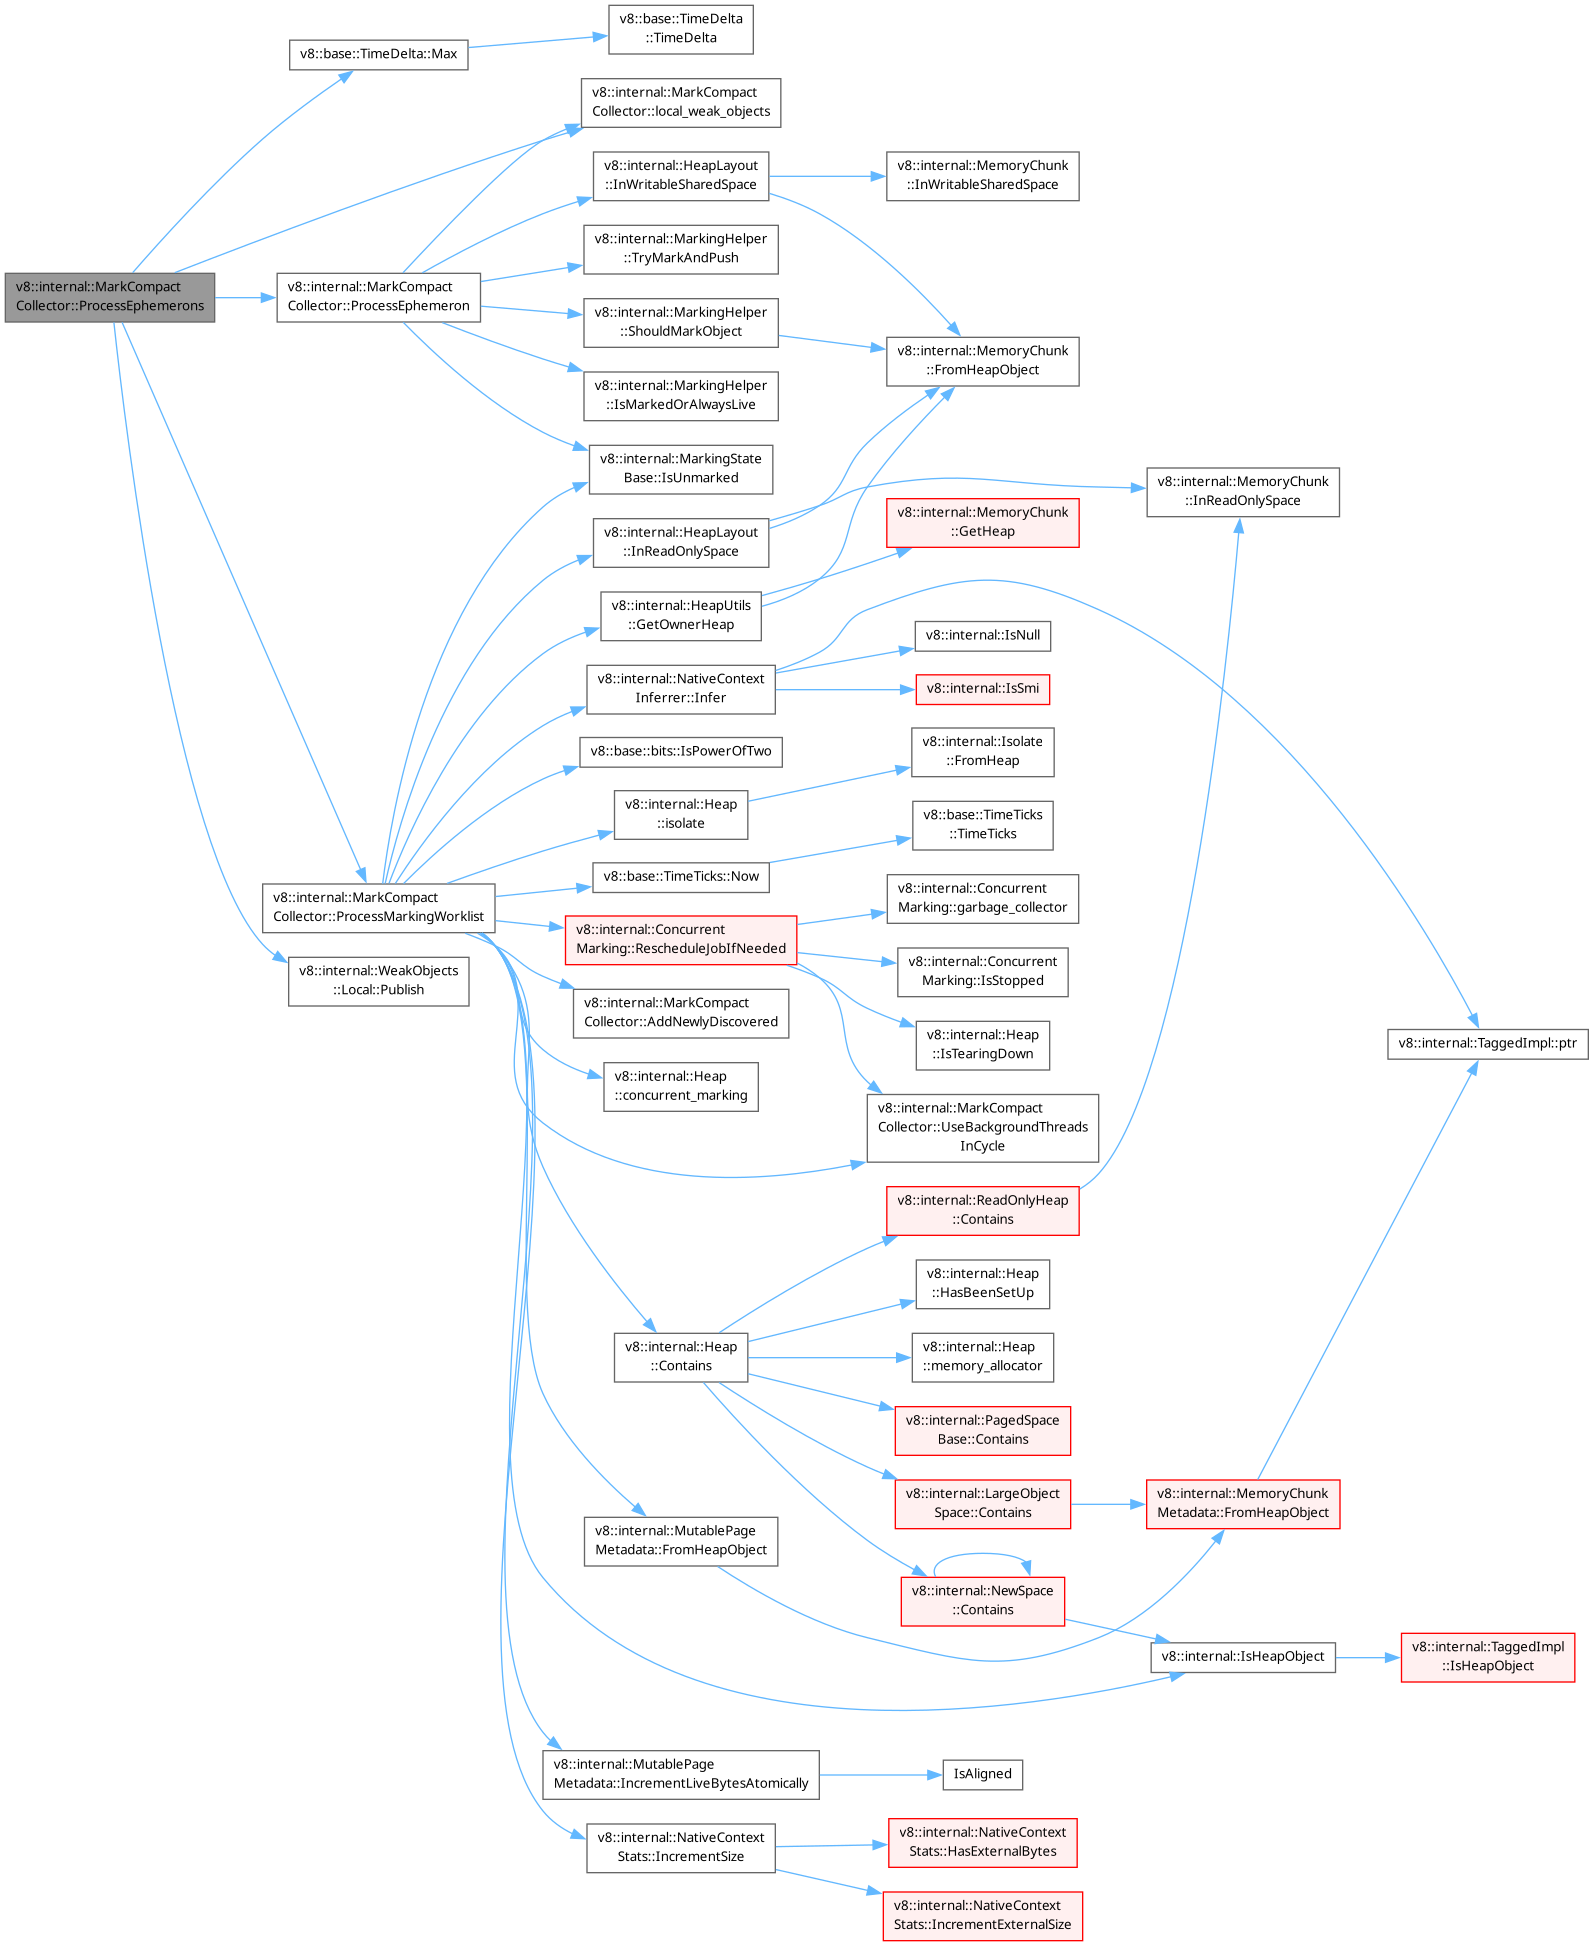 v8::internal::MarkCompact
Collector::ProcessEphemerons
v8::base::TimeDelta::Max
v8::internal::MarkCompact
Collector::ProcessEphemeron
v8::internal::MarkCompact
Collector::ProcessMarkingWorklist
v8::internal::WeakObjects
::Local::Publish
v8::base::TimeDelta
::TimeDelta
v8::internal::MarkCompact
Collector::local_weak_objects
v8::internal::HeapLayout
::InWritableSharedSpace
v8::internal::MarkingHelper
::TryMarkAndPush
v8::internal::MarkingHelper
::ShouldMarkObject
v8::internal::MarkingHelper
::IsMarkedOrAlwaysLive
v8::internal::MarkingState
Base::IsUnmarked
v8::internal::HeapLayout
::InReadOnlySpace
v8::internal::HeapUtils
::GetOwnerHeap
v8::internal::NativeContext
Inferrer::Infer
v8::base::bits::IsPowerOfTwo
v8::internal::Heap
::isolate
v8::base::TimeTicks::Now
v8::internal::Concurrent
Marking::RescheduleJobIfNeeded
v8::internal::MarkCompact
Collector::AddNewlyDiscovered
v8::internal::Heap
::concurrent_marking
v8::internal::Heap
::Contains
v8::internal::MutablePage
Metadata::FromHeapObject
v8::internal::MutablePage
Metadata::IncrementLiveBytesAtomically
v8::internal::NativeContext
Stats::IncrementSize
v8::internal::MemoryChunk
::InWritableSharedSpace
v8::internal::MemoryChunk
::FromHeapObject
v8::internal::MemoryChunk
::GetHeap
v8::internal::IsNull
v8::internal::IsSmi
v8::internal::Isolate
::FromHeap
v8::base::TimeTicks
::TimeTicks
v8::internal::Concurrent
Marking::garbage_collector
v8::internal::Concurrent
Marking::IsStopped
v8::internal::Heap
::IsTearingDown
v8::internal::MarkCompact
Collector::UseBackgroundThreads
InCycle
v8::internal::ReadOnlyHeap
::Contains
v8::internal::Heap
::HasBeenSetUp
v8::internal::Heap
::memory_allocator
v8::internal::PagedSpace
Base::Contains
v8::internal::LargeObject
Space::Contains
v8::internal::NewSpace
::Contains
IsAligned
v8::internal::NativeContext
Stats::HasExternalBytes
v8::internal::NativeContext
Stats::IncrementExternalSize
v8::internal::MemoryChunk
::InReadOnlySpace
v8::internal::MemoryChunk
Metadata::FromHeapObject
v8::internal::IsHeapObject
v8::internal::TaggedImpl::ptr
v8::internal::TaggedImpl
::IsHeapObject